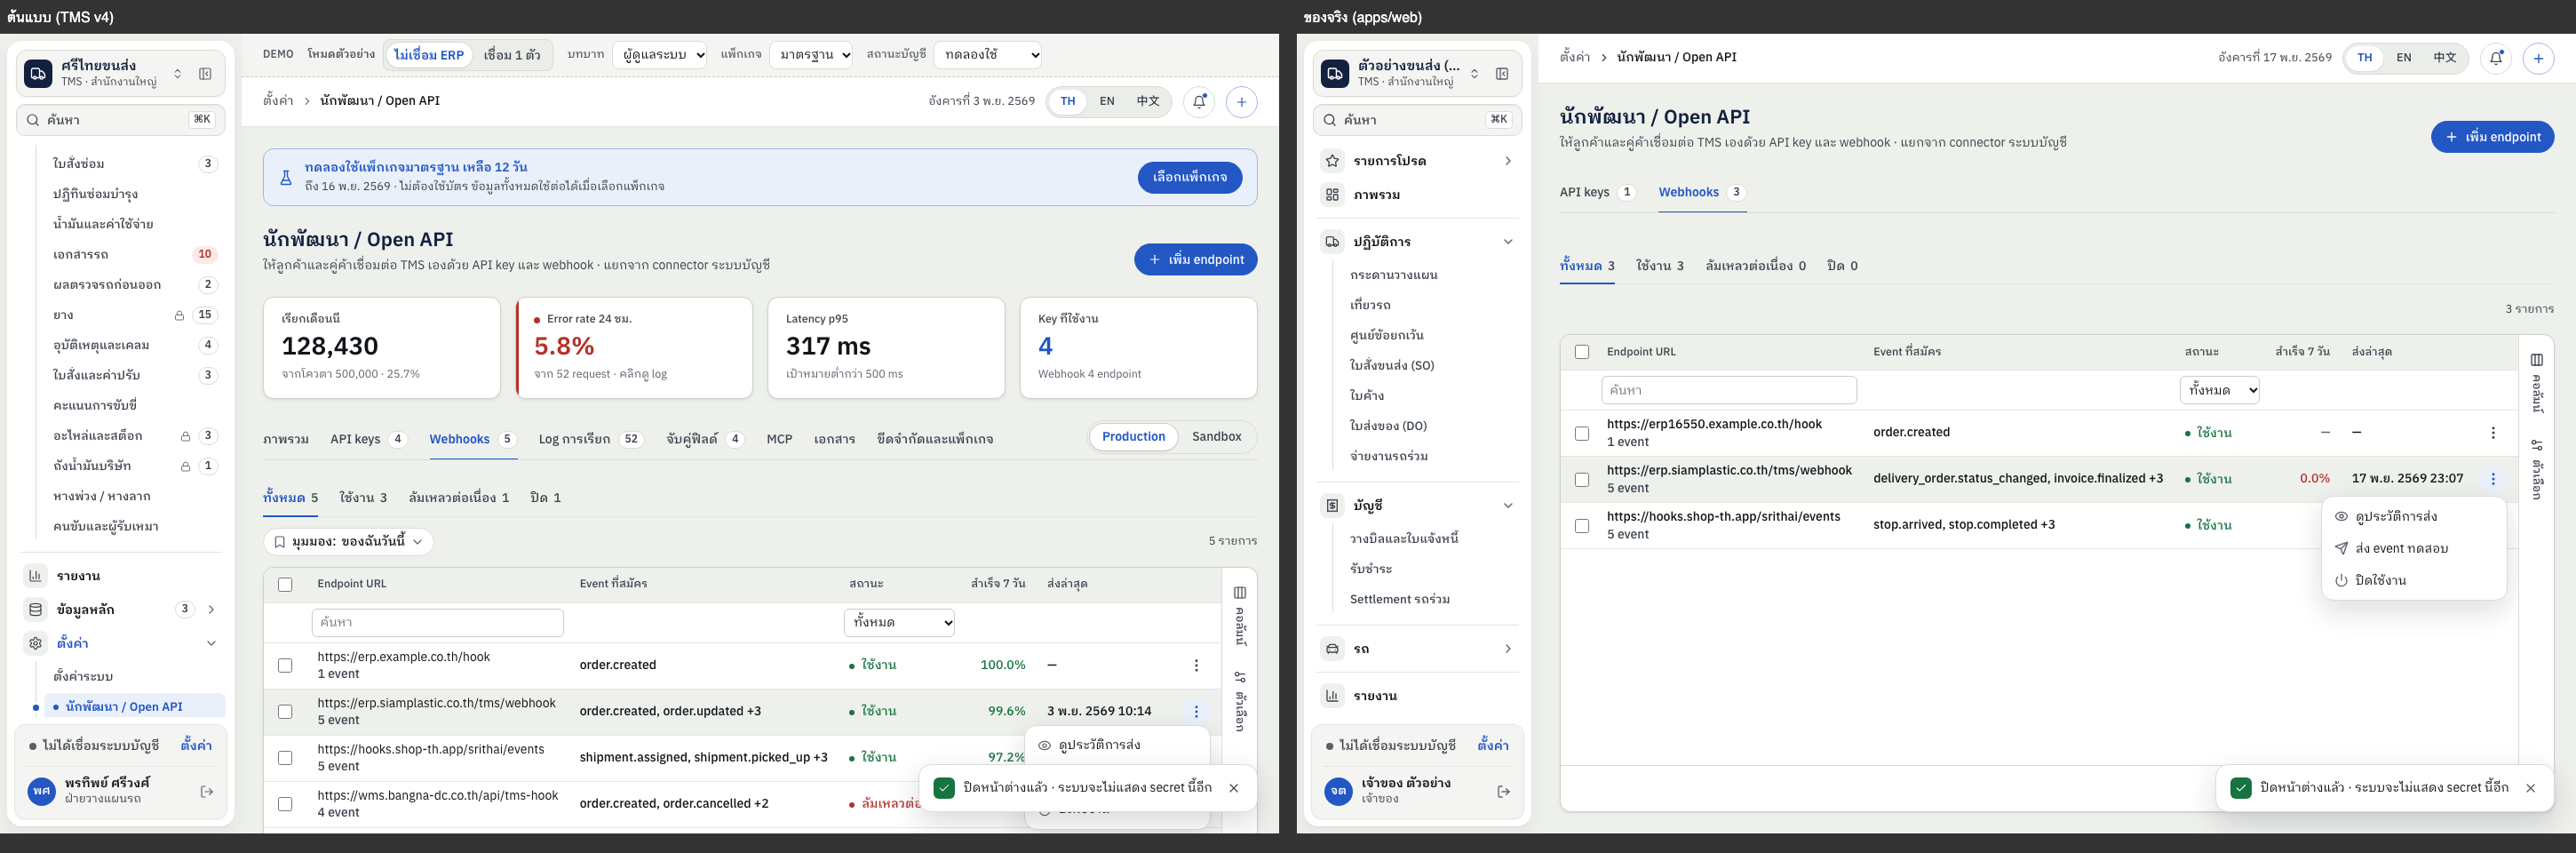 ต้นแบบ (TMS v4)
ศรีไทยขนส่ง
TMS · สำนักงานใหญ่
ค้นหา
⌘K
ใบสั่งซ่อม 3
ปฏิทินซ่อมบำรุง
น้ำมันและค่าใช้จ่าย
เอกสารรถ 10
ผลตรวจรถก่อนออก 2
ยาง 15
อุบัติเหตุและเคลม 4
ใบสั่งและค่าปรับ 3
คะแนนการขับขี่
อะไหล่และสต็อก 3
ถังน้ำมันบริษัท 1
หางพ่วง / หางลาก
คนขับและผู้รับเหมา
รายงาน
ข้อมูลหลัก 3
ตั้งค่า
ตั้งค่าระบบ
นักพัฒนา / Open API
ไม่ได้เชื่อมระบบบัญชี ตั้งค่า
พศ
พรทิพย์ ศรีวงศ์
ฝ่ายวางแผนรถ
DEMO โหมดตัวอย่าง ไม่เชื่อม ERP เชื่อม 1 ตัว บทบาท ผู้ดูแลระบบ แพ็กเกจ มาตรฐาน สถานะบัญชี ทดลองใช้
ตั้งค่า > นักพัฒนา / Open API อังคารที่ 3 พ.ย. 2569 TH EN 中文
ทดลองใช้แพ็กเกจมาตรฐาน เหลือ 12 วัน
ถึง 16 พ.ย. 2569 · ไม่ต้องใช้บัตร ข้อมูลทั้งหมดใช้ต่อได้เมื่อเลือกแพ็กเกจ
เลือกแพ็กเกจ
นักพัฒนา / Open API
ให้ลูกค้าและคู่ค้าเชื่อมต่อ TMS เองด้วย API key และ webhook · แยกจาก connector ระบบบัญชี
+ เพิ่ม endpoint
เรียกเดือนนี้
128,430
จากโควตา 500,000 · 25.7%
Error rate 24 ชม.
5.8%
จาก 52 request · คลิกดู log
Latency p95
317 ms
เป้าหมายต่ำกว่า 500 ms
Key ที่ใช้งาน
4
Webhook 4 endpoint
ภาพรวม API keys 4 Webhooks 5 Log การเรียก 52 จับคู่ฟิลด์ 4 MCP เอกสาร ขีดจำกัดและแพ็กเกจ Production Sandbox
ทั้งหมด 5 ใช้งาน 3 ล้มเหลวต่อเนื่อง 1 ปิด 1
มุมมอง: ของฉันวันนี้
5 รายการ
Endpoint URL Event ที่สมัคร สถานะ สำเร็จ 7 วัน ส่งล่าสุด
ค้นหา ทั้งหมด
https://erp.example.co.th/hook
1 event
order.created ใช้งาน 100.0% —
https://erp.siamplastic.co.th/tms/webhook
5 event
order.created, order.updated +3 ใช้งาน 99.6% 3 พ.ย. 2569 10:14
https://hooks.shop-th.app/srithai/events
5 event
shipment.assigned, shipment.picked_up +3 ใช้งาน 97.2%
https://wms.bangna-dc.co.th/api/tms-hook
4 event
order.created, order.cancelled +2
คอลัมน์
ตัวเลือก
ดูประวัติการส่ง
ปิดหน้าต่างแล้ว · ระบบจะไม่แสดง secret นี้อีก
ของจริง (apps/web)
ตัวอย่างขนส่ง (...
TMS · สำนักงานใหญ่
ค้นหา
⌘K
รายการโปรด
ภาพรวม
ปฏิบัติการ
กระดานวางแผน
เที่ยวรถ
ศูนย์ข้อยกเว้น
ใบสั่งขนส่ง (SO)
ใบค้าง
ใบส่งของ (DO)
จ่ายงานรถร่วม
บัญชี
วางบิลและใบแจ้งหนี้
รับชำระ
Settlement รถร่วม
รถ
รายงาน
ไม่ได้เชื่อมระบบบัญชี ตั้งค่า
จต
เจ้าของ ตัวอย่าง
เจ้าของ
ตั้งค่า > นักพัฒนา / Open API อังคารที่ 17 พ.ย. 2569 TH EN 中文
นักพัฒนา / Open API
ให้ลูกค้าและคู่ค้าเชื่อมต่อ TMS เองด้วย API key และ webhook · แยกจาก connector ระบบบัญชี
+ เพิ่ม endpoint
API keys 1 Webhooks 3
ทั้งหมด 3 ใช้งาน 3 ล้มเหลวต่อเนื่อง 0 ปิด 0
3 รายการ
Endpoint URL Event ที่สมัคร สถานะ สำเร็จ 7 วัน ส่งล่าสุด
ค้นหา ทั้งหมด
https://erp16550.example.co.th/hook
1 event
order.created ใช้งาน — —
https://erp.siamplastic.co.th/tms/webhook
5 event
delivery_order.status_changed, invoice.finalized +3 ใช้งาน 0.0% 17 พ.ย. 2569 23:07
https://hooks.shop-th.app/srithai/events
5 event
stop.arrived, stop.completed +3 ใช้งาน
คอลัมน์
ตัวเลือก
ดูประวัติการส่ง
ส่ง event ทดสอบ
ปิดใช้งาน
ปิดหน้าต่างแล้ว · ระบบจะไม่แสดง secret นี้อีก